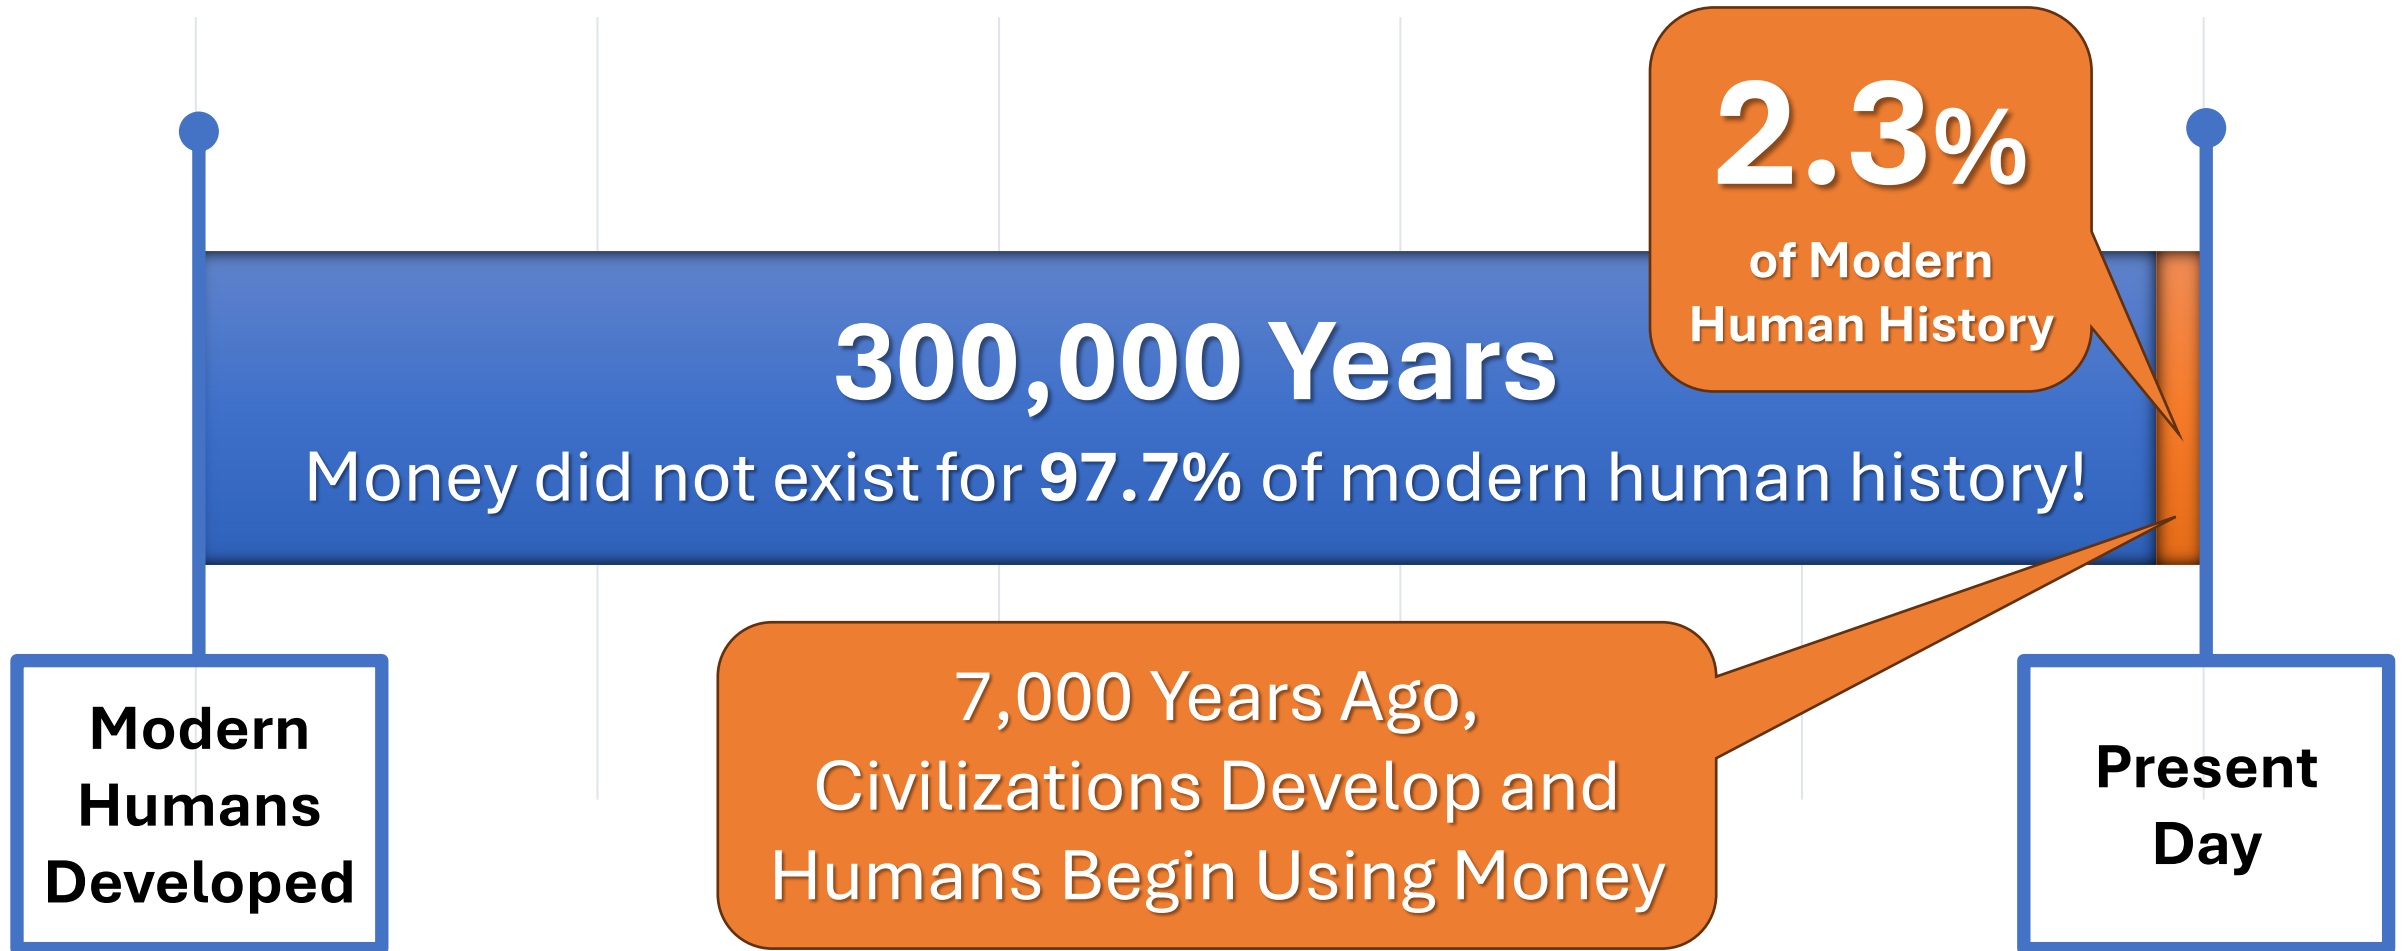 2.3%
of Modern
Human History
300,000 Years
Money did not exist for 97.7% of modern human history!
7,000 Years Ago,
Civilizations Develop and
Humans Begin Using Money
Modern
Humans
Developed
Present
Day